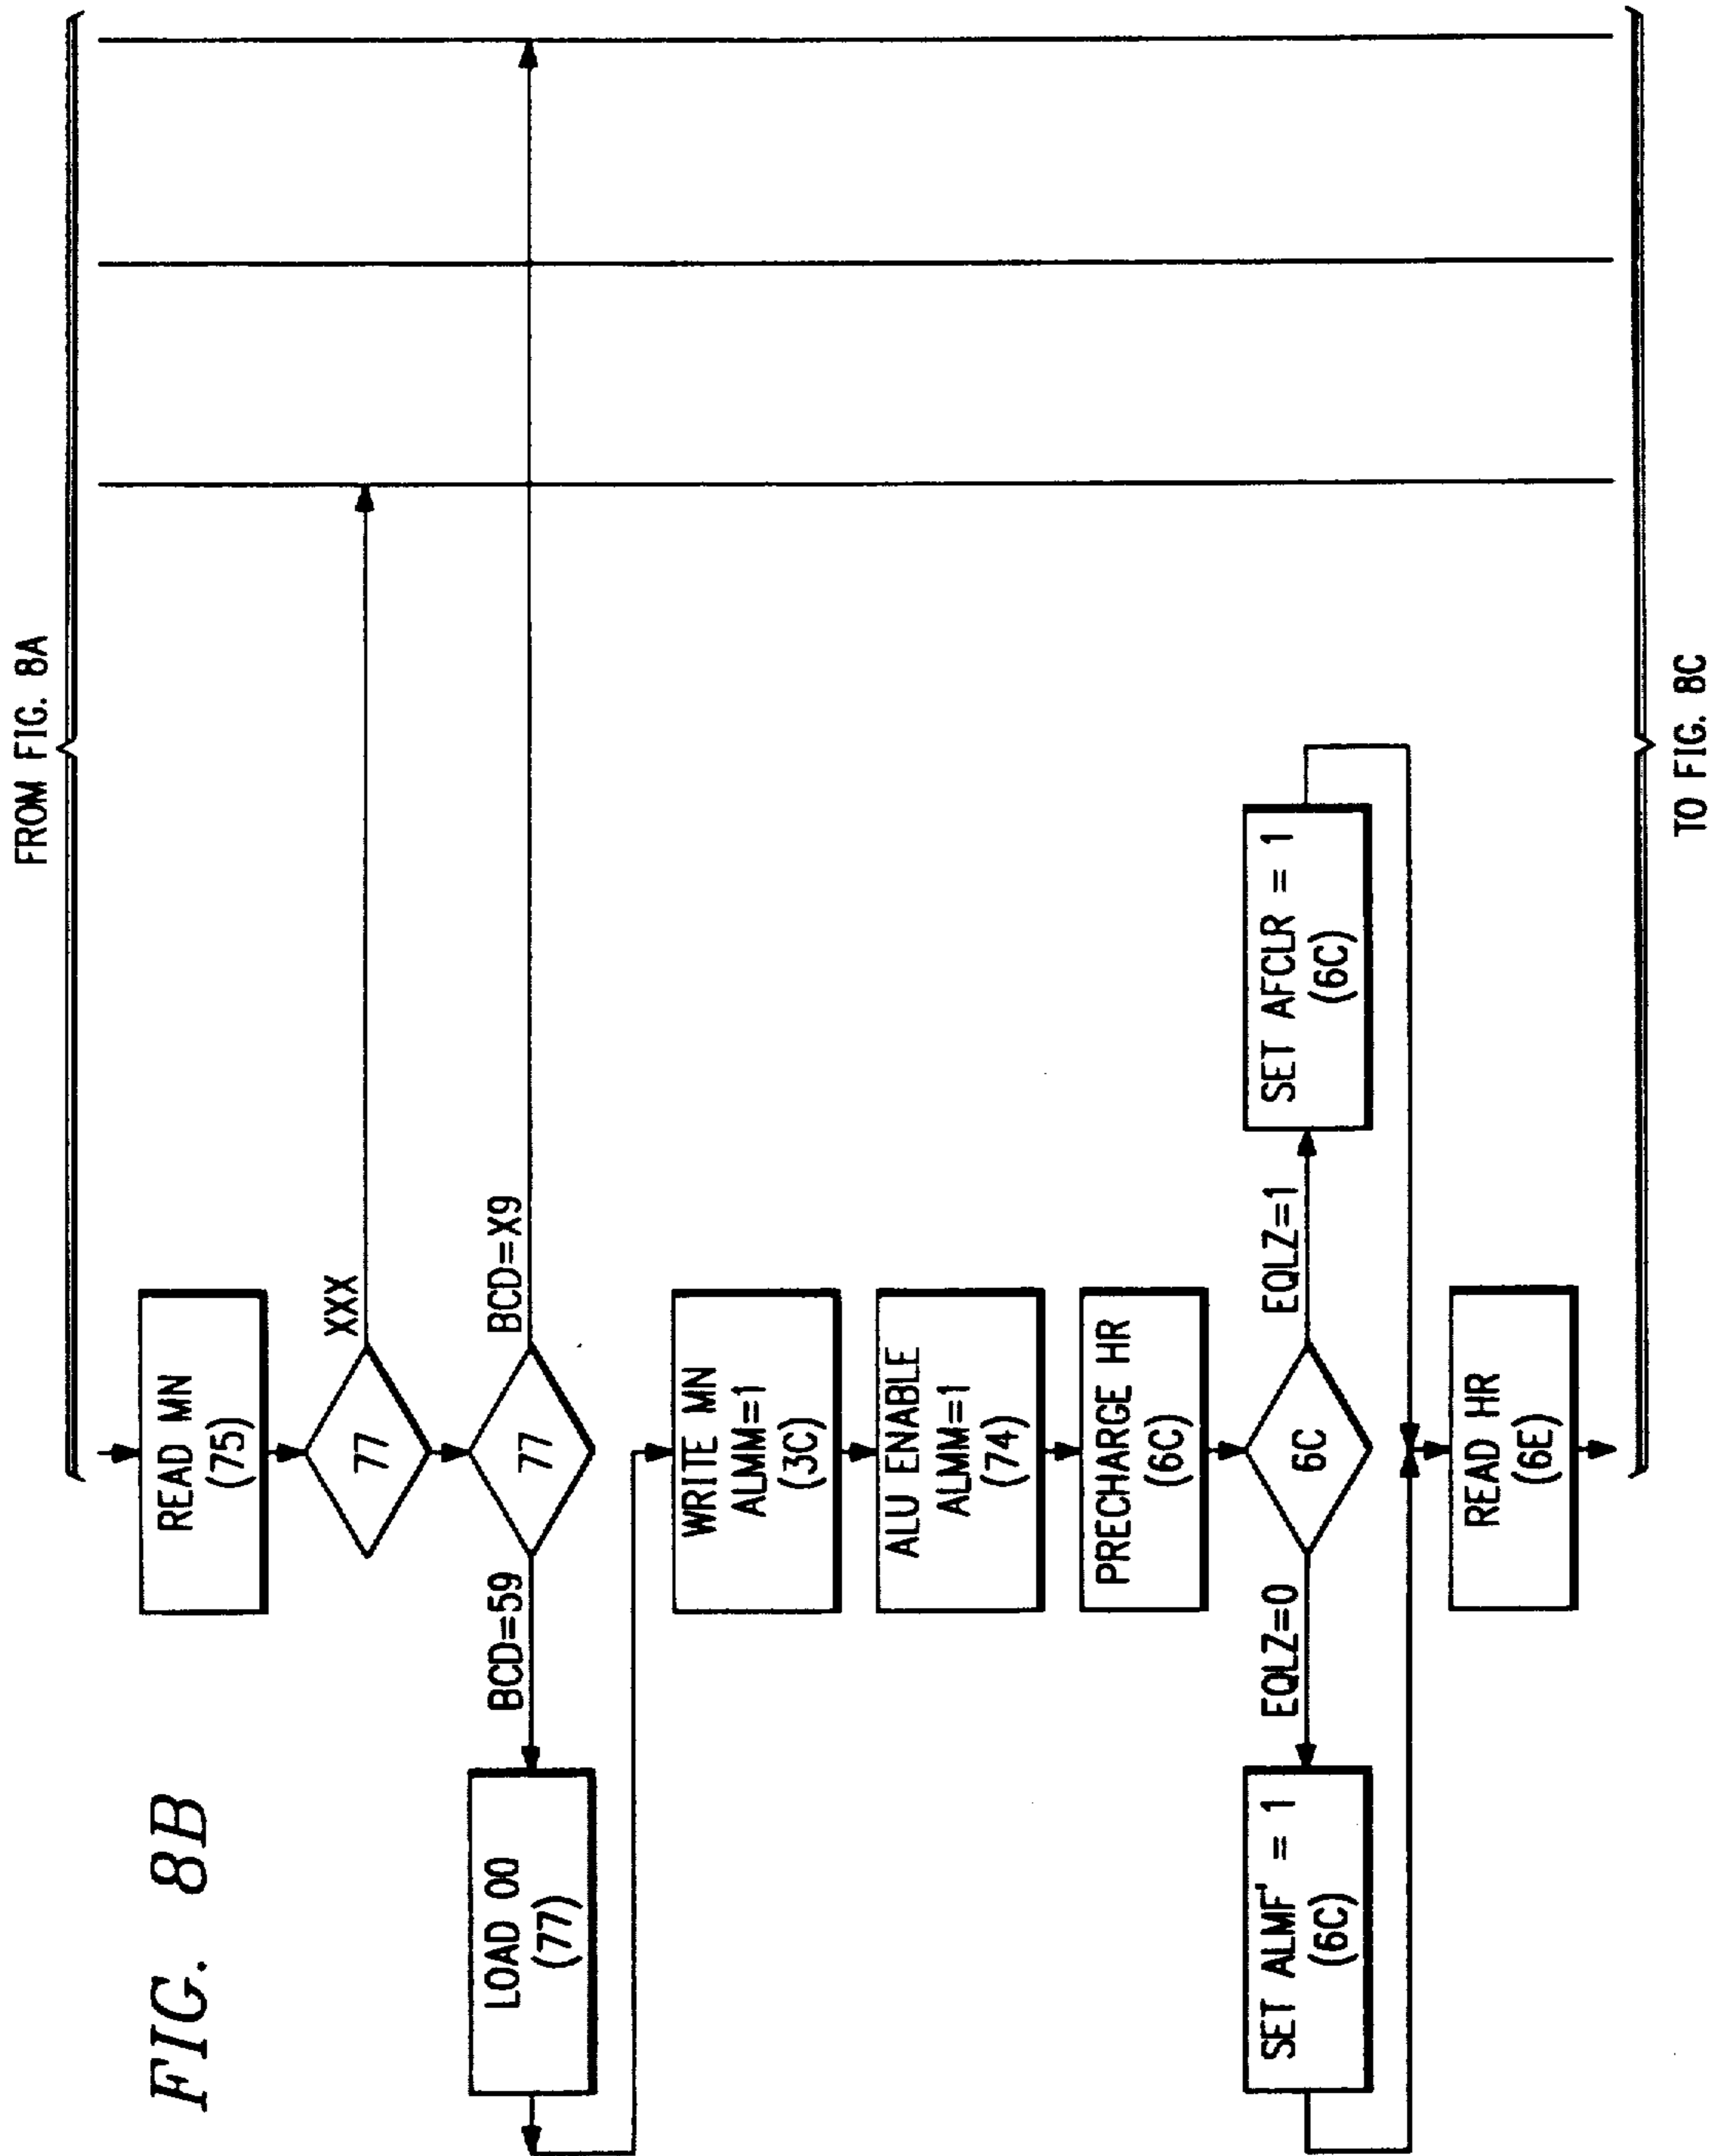 FIG. 8B
FROM FIG. 8A
READ MN
(75)
77
XXX
77
BCD=59
BCD=X9
LOAD 00
(77)
WRITE MN
ALMM=1
(3C)
ALU ENABLE
ALMM=1
(74)
PRECHARGE HR
(6C)
6C
EQLZ=0
EQLZ=1
SET ALMF' = 1
(6C)
SET AFCLR = 1
(6C)
READ HR
(6E)
TO FIG. 8C